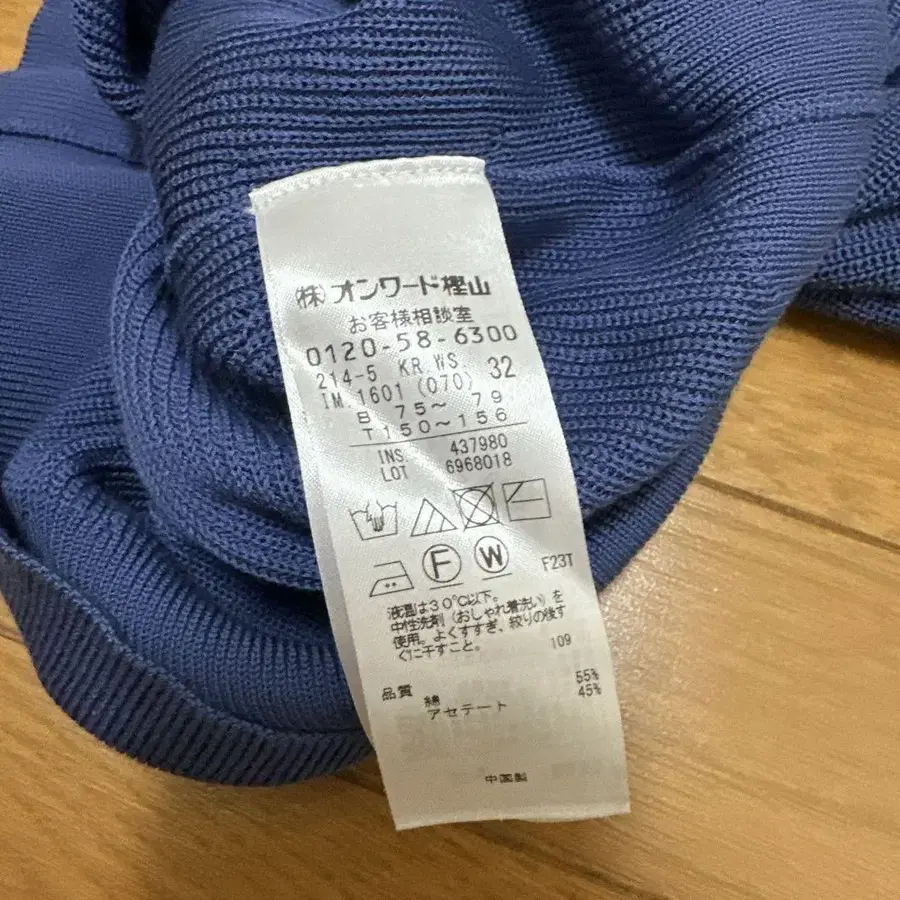 ㈱オンワード樫山
お客様相談室
0120-58-6300
214-5 KR WS. 32
IM.1601 (070)
B 75～ 79
T150～156
INS 437980
LOT 6968018
F W F23T
液温は30℃以下。
中性洗剤（おしゃれ着洗い）を
使用。よくすすぎ、絞りの後す
ぐに干すこと。 109
品質 綿 55%
アセテート 45%
中国製